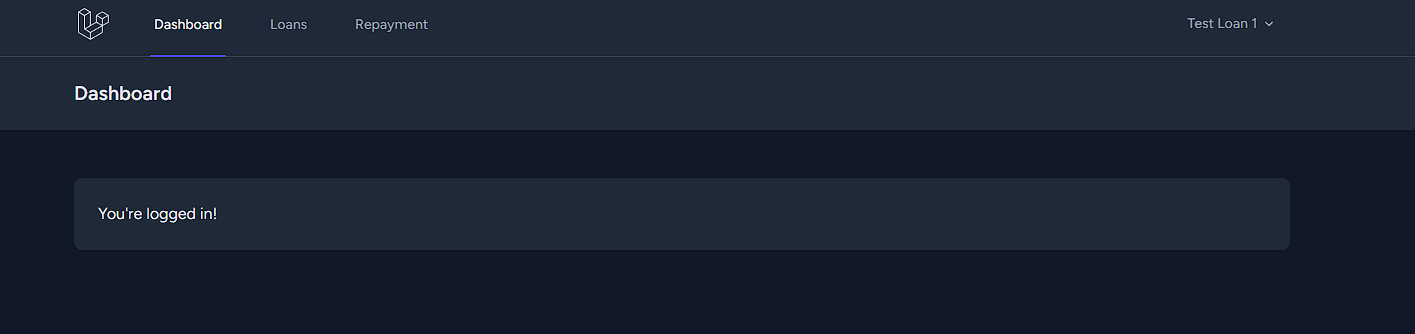 Dashboard Loans Repayment Test Loan 1
Dashboard
You're logged in!